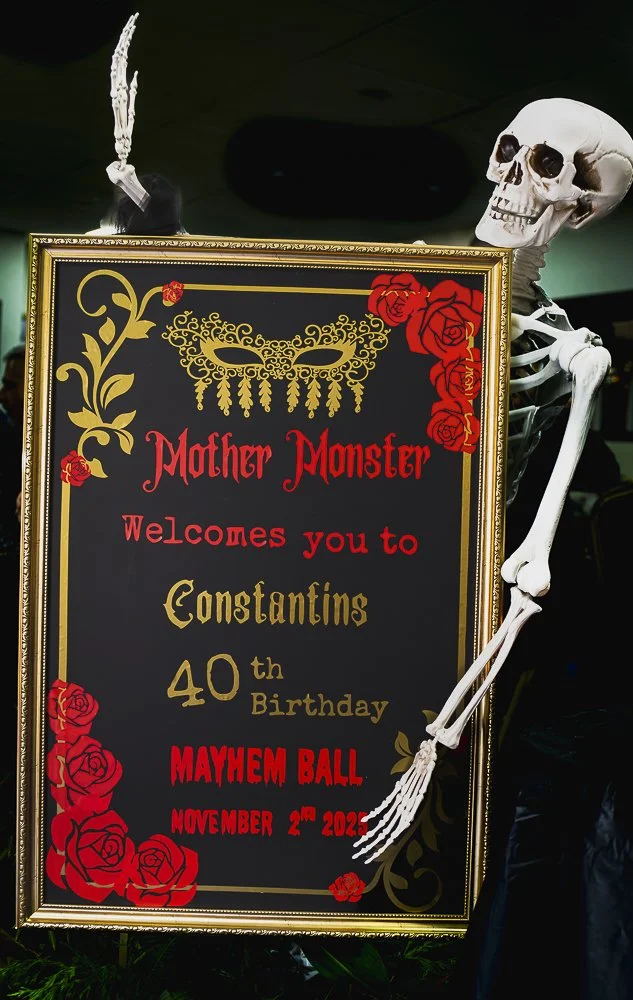 Mother Monster
Welcomes you to
Constantins
40th
Birthday
MAYHEM BALL
NOVEMBER 2nd 2025